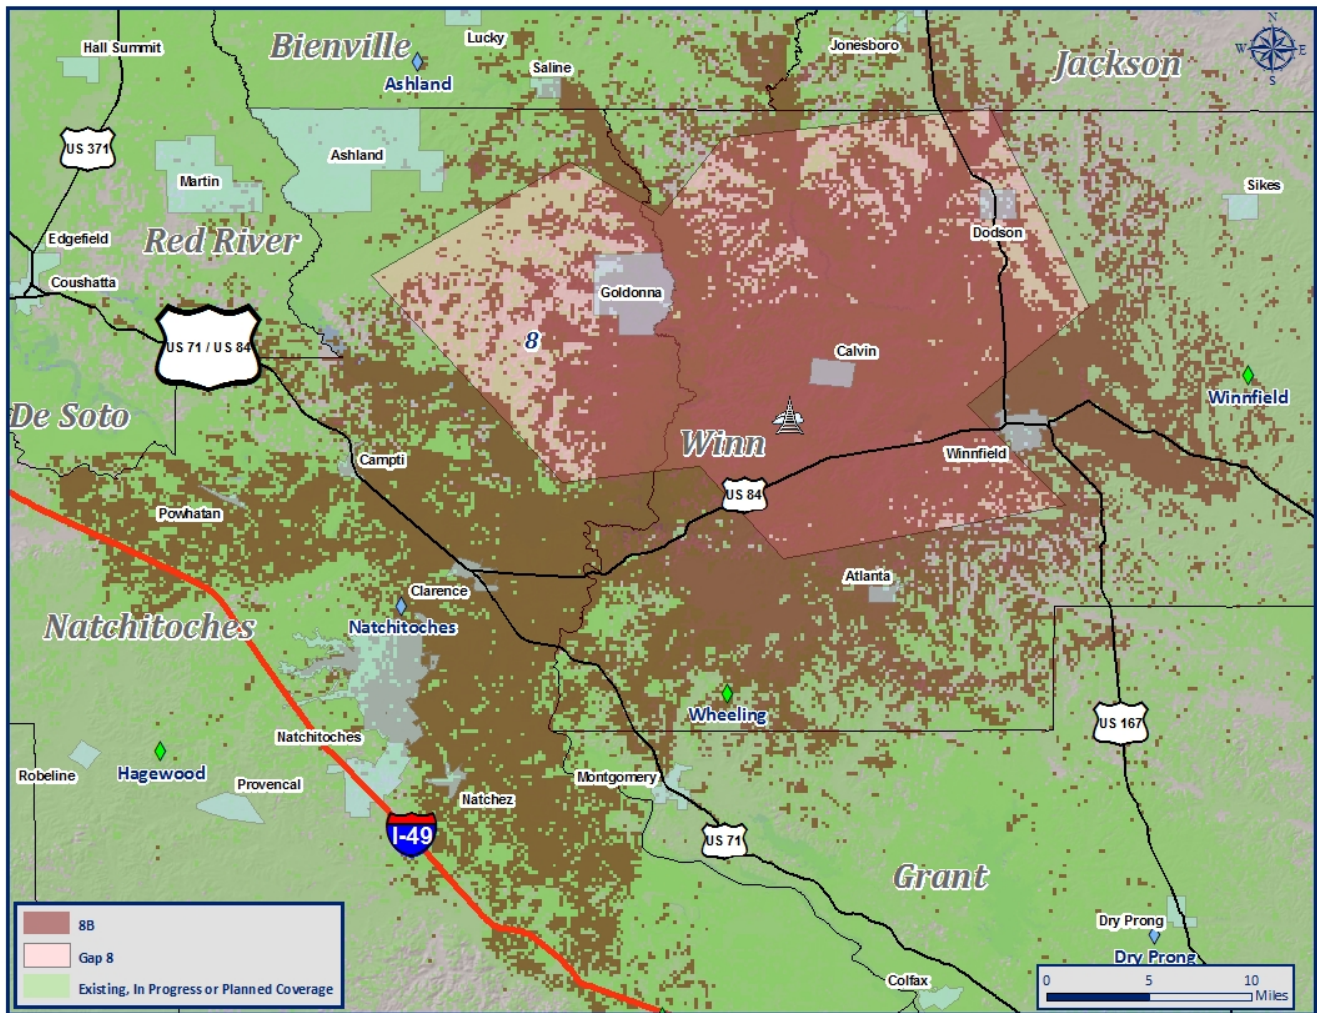 Hall Summit
Bienville
Lucky
Ashland
Saline
Jonesboro
Jackson
N
W E
S
US 371
Martin
Ashland
Sikes
Red River
Edgefield
Coushatta
Dodson
Goldonna
US 71 / US 84
8
Calvin
Winnfield
De Soto
Winn
Campti
Winnfield
US 84
Powhatan
Clarence
Atlanta
Natchitoches
Natchitoches
Wheeling
US 167
Natchitoches
Robeline
Hagewood
Provencal
Montgomery
Natchez
I-49
US 71
Grant
8B
Gap 8
Existing, In Progress or Planned Coverage
Dry Prong
Dry Prong
Colfax
0 5 10
Miles